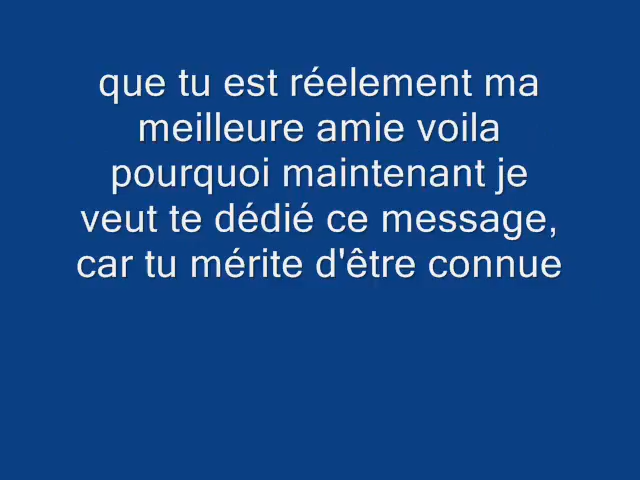 que tu est réelement ma
meilleure amie voila
pourquoi maintenant je
veut te dédié ce message,
car tu mérite d'être connue